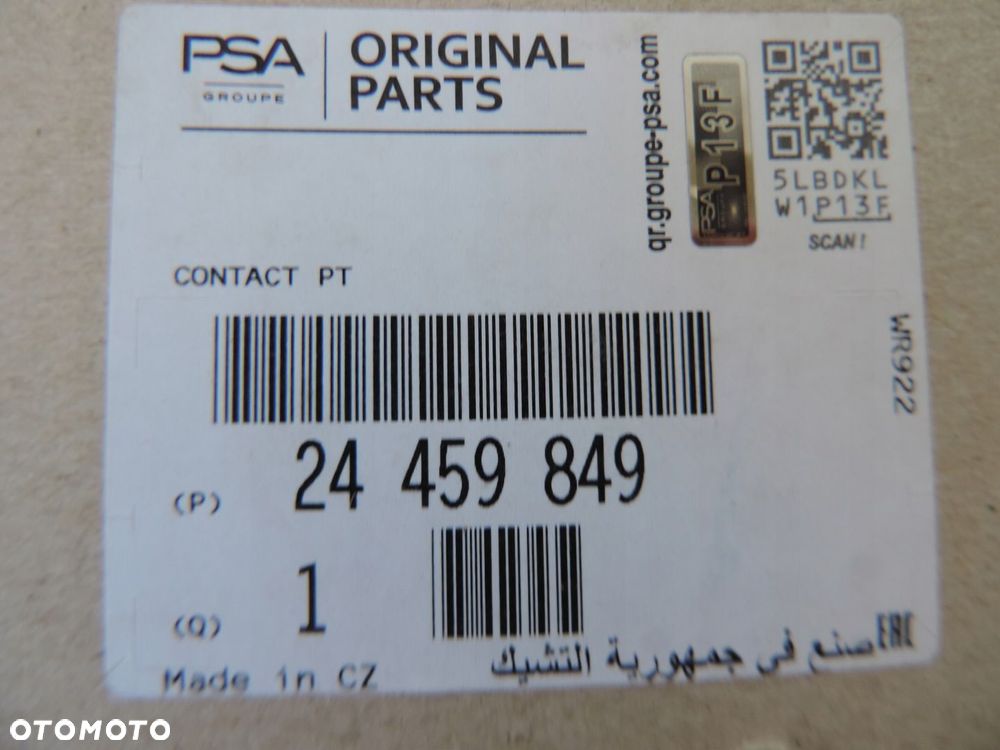 PSA
GROUPE
ORIGINAL
PARTS
qr.groupe-psa.com
PSA
P13F
5LBDKL
W1P13F
SCAN!
CONTACT PT
WR922
(P) 24 459 849
(Q) 1
Made in CZ
صنع في جمهورية التشيك
EAC
OTOMOTO